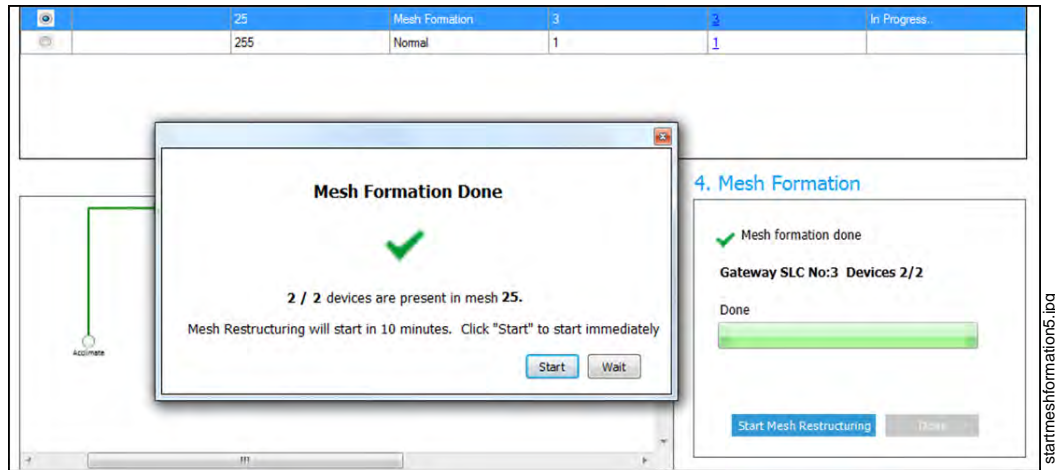 25 Mesh Formation 3 3 In Progress..
255 Normal 1 1
Mesh Formation Done
2 / 2 devices are present in mesh 25.
Mesh Restructuring will start in 10 minutes. Click "Start" to start immediately
Start Wait
Acclimate
4. Mesh Formation
Mesh formation done
Gateway SLC No:3 Devices 2/2
Done
Start Mesh Restructuring Done
startmeshformation5.jpg